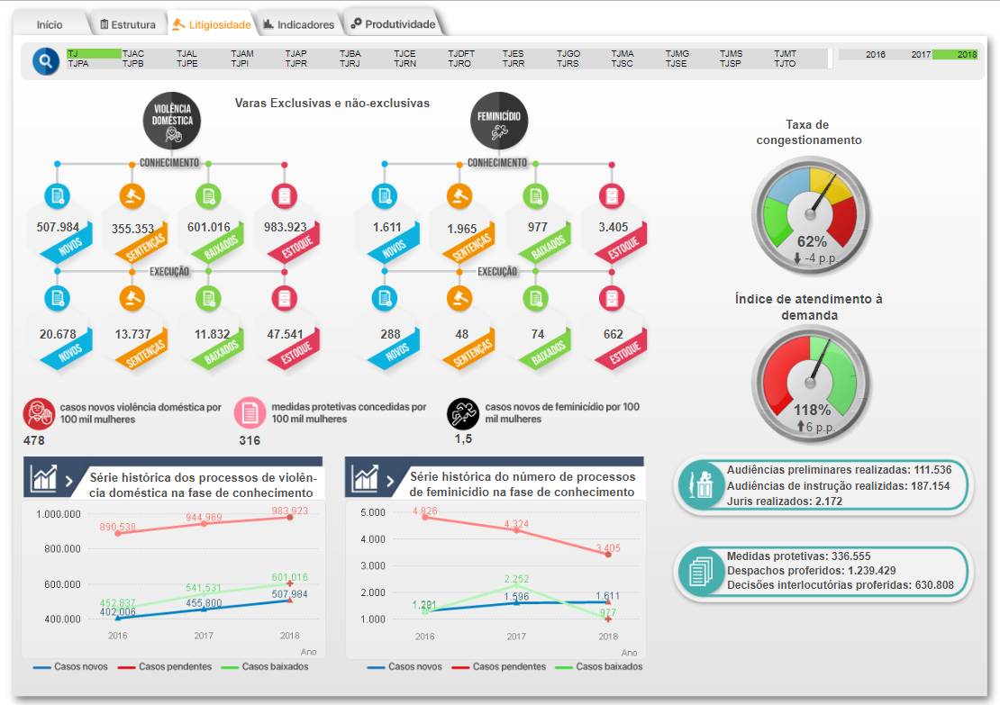 Início
Estrutura
Litigiosidade
Indicadores
Produtividade
TJ TJAC TJAL TJAM TJAP TJBA TJCE TJDFT TJES TJGO TJMA TJMG TJMS TJMT
TJPA TJPB TJPE TJPI TJPR TJRJ TJRN TJRO TJRR TJRS TJSC TJSE TJSP TJTO
2016 2017 2018
Varas Exclusivas e não-exclusivas
VIOLÊNCIA
DOMÉSTICA
CONHECIMENTO
507.984 355.353 601.016 983.923
NOVOS SENTENÇAS BAIXADOS ESTOQUE
EXECUÇÃO
20.678 13.737 11.832 47.541
NOVOS SENTENÇAS BAIXADOS ESTOQUE
FEMINICÍDIO
CONHECIMENTO
1.611 1.965 977 3.405
NOVOS SENTENÇAS BAIXADOS ESTOQUE
EXECUÇÃO
288 48 74 662
NOVOS SENTENÇAS BAIXADOS ESTOQUE
Taxa de
congestionamento
62%
-4 p.p.
Índice de atendimento à
demanda
118%
6 p.p.
casos novos violência doméstica por
100 mil mulheres
478
medidas protetivas concedidas por
100 mil mulheres
316
casos novos de feminicídio por 100
mil mulheres
1,5
Série histórica dos processos de violên-
cia doméstica na fase de conhecimento
1.000.000
800.000
600.000
400.000
890.538 944.969 983.923
452.837 541.531 601.016
402.006 455.800 507.984
2016 2017 2018
Ano
Casos novos Casos pendentes Casos baixados
Série histórica do número de processos
de feminicídio na fase de conhecimento
5.000
4.000
3.000
2.000
1.000
4.826 4.324 3.405
2.252 977
1.596 1.611
2016 2017 2018
Ano
Casos novos Casos pendentes Casos baixados
Audiências preliminares realizadas: 111.536
Audiências de instrução realizidas: 187.154
Juris realizados: 2.172
Medidas protetivas: 336.555
Despachos proferidos: 1.239.429
Decisões interlocutórias proferidas: 630.808